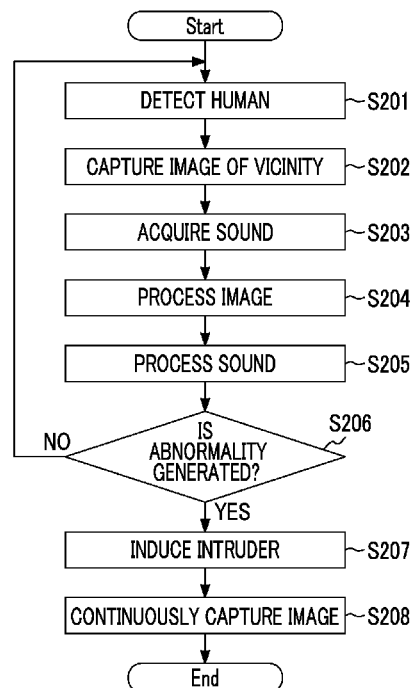 Start
DETECT HUMAN
S201
CAPTURE IMAGE OF VICINITY
S202
ACQUIRE SOUND
S203
PROCESS IMAGE
S204
PROCESS SOUND
S205
IS
ABNORMALITY
GENERATED?
S206
NO
YES
INDUCE INTRUDER
S207
CONTINUOUSLY CAPTURE IMAGE
S208
End